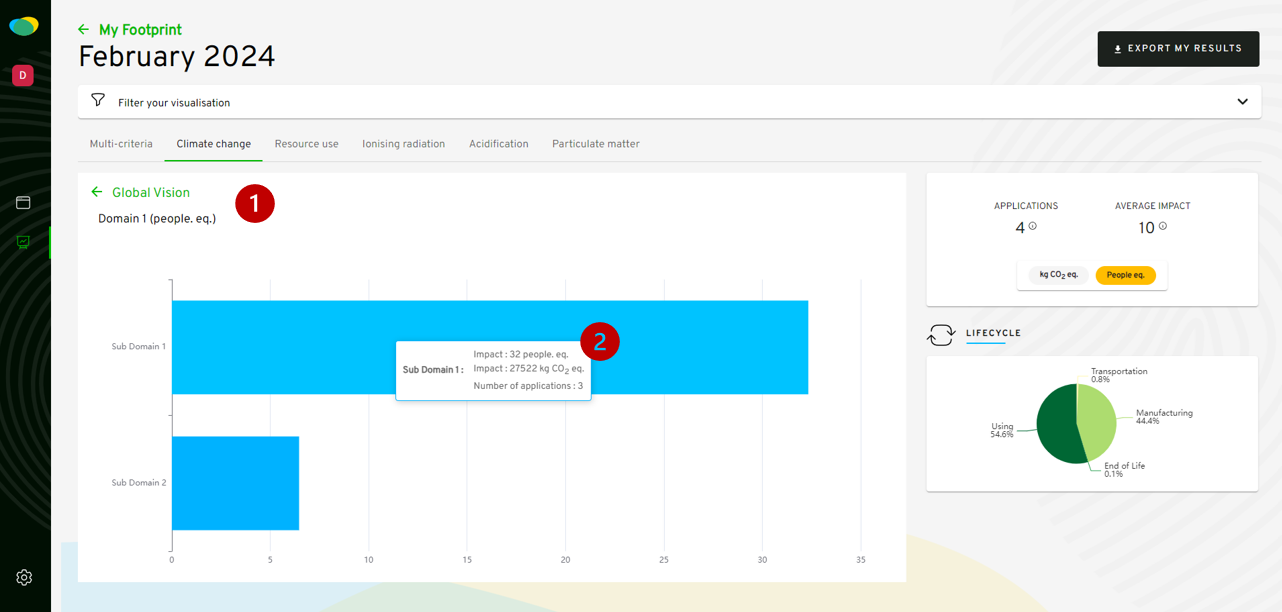 D
My Footprint
February 2024
EXPORT MY RESULTS
Filter your visualisation
Multi-criteria Climate change Resource use Ionising radiation Acidification Particulate matter
Global Vision
1
Domain 1 (people. eq.)
Sub Domain 1
2
Sub Domain 1 :
Impact : 32 people. eq.
Impact : 27522 kg CO2 eq.
Number of applications : 3
Sub Domain 2
0 5 10 15 20 25 30 35
APPLICATIONS AVERAGE IMPACT
4 10
kg CO2 eq. People eq.
LIFECYCLE
Transportation
0.8%
Manufacturing
44.4%
Using
54.6%
End of Life
0.1%